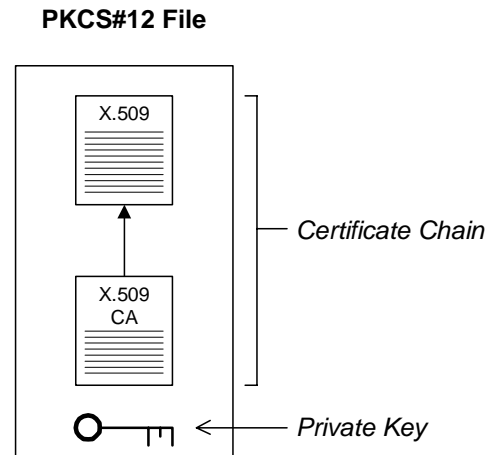 PKCS#12 File
X.509
Certificate Chain
X.509
CA
Private Key